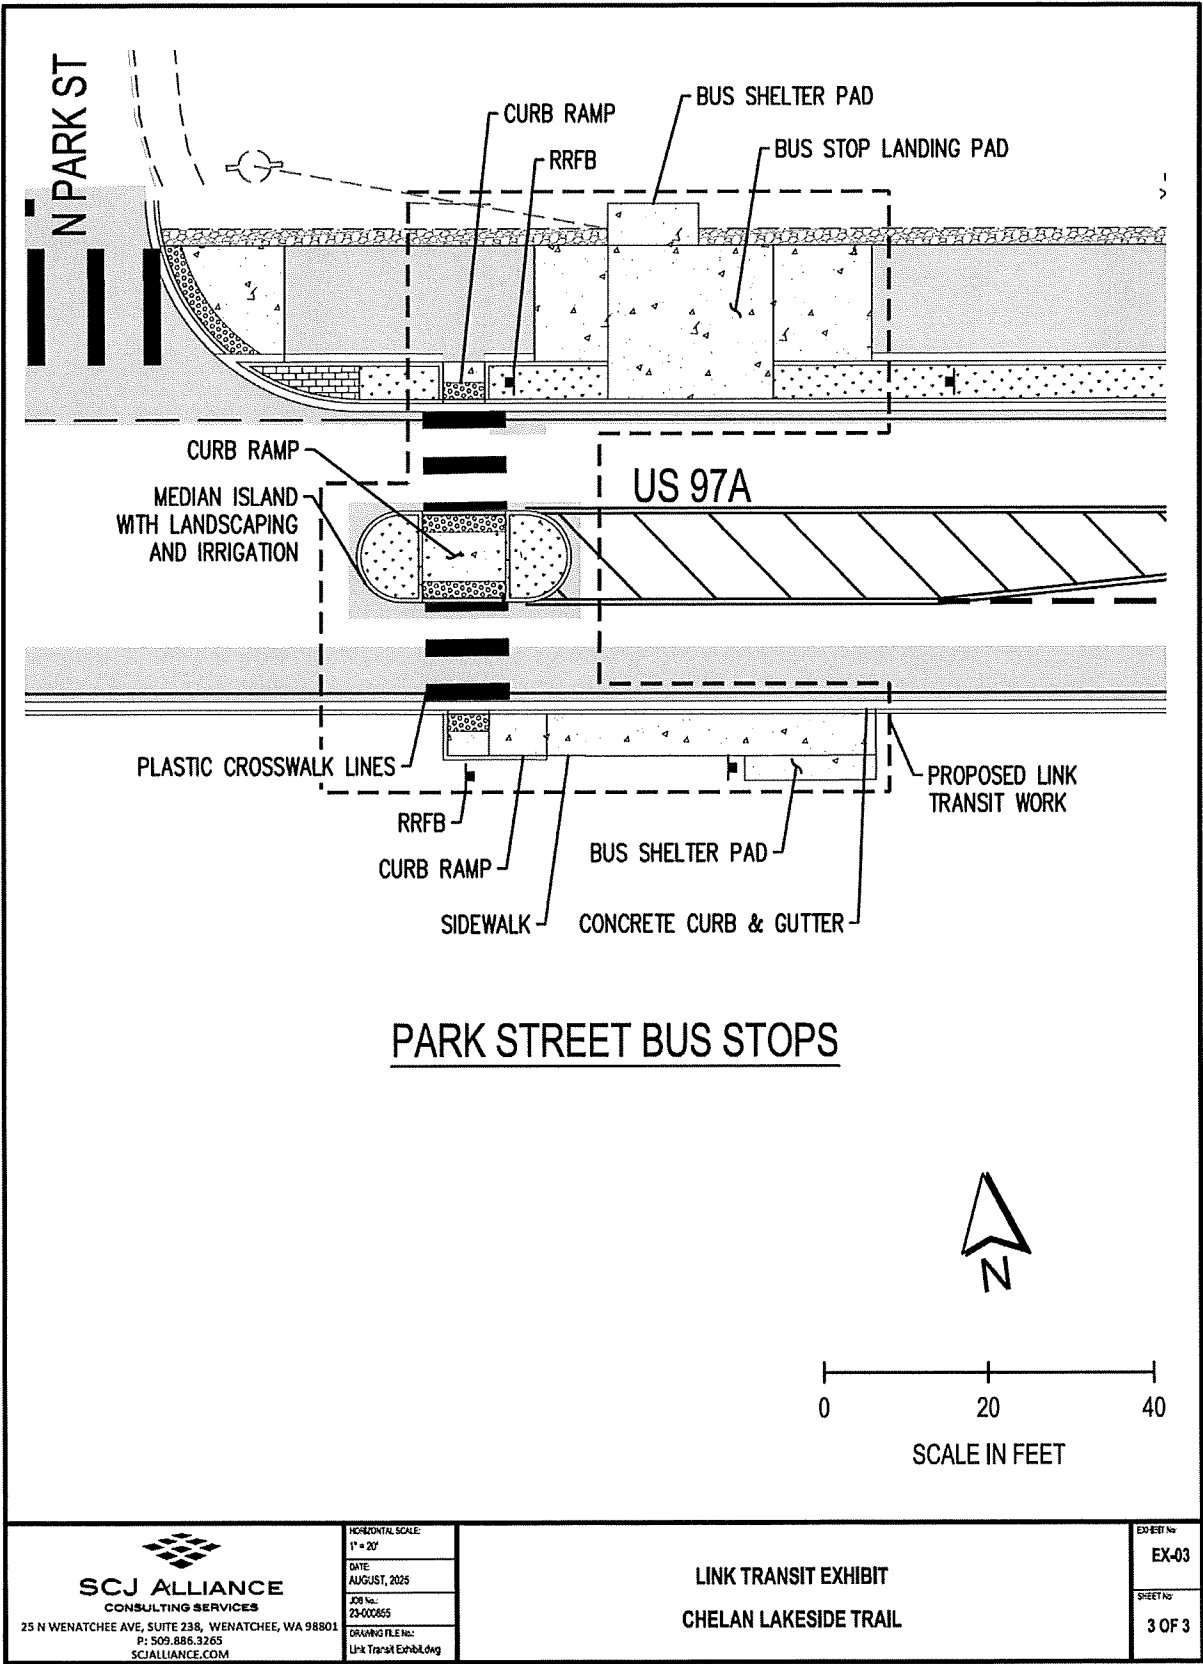 N PARK ST
CURB RAMP
BUS SHELTER PAD
RRFB
BUS STOP LANDING PAD
CURB RAMP
MEDIAN ISLAND
WITH LANDSCAPING
AND IRRIGATION
US 97A
PLASTIC CROSSWALK LINES
RRFB
CURB RAMP
SIDEWALK
BUS SHELTER PAD
CONCRETE CURB & GUTTER
PROPOSED LINK
TRANSIT WORK
PARK STREET BUS STOPS
N
0 20 40
SCALE IN FEET
SCJ ALLIANCE
CONSULTING SERVICES
25 N WENATCHEE AVE, SUITE 238, WENATCHEE, WA 98801
P: 509.886.3265
SCJALLIANCE.COM
HORIZONTAL SCALE:
1" = 20'
DATE:
AUGUST, 2025
JOB No.:
23-000855
DRAWING FILE No.:
Link Transit Exhibit.dwg
LINK TRANSIT EXHIBIT
CHELAN LAKESIDE TRAIL
EXHIBIT No:
EX-03
SHEET No:
3 OF 3